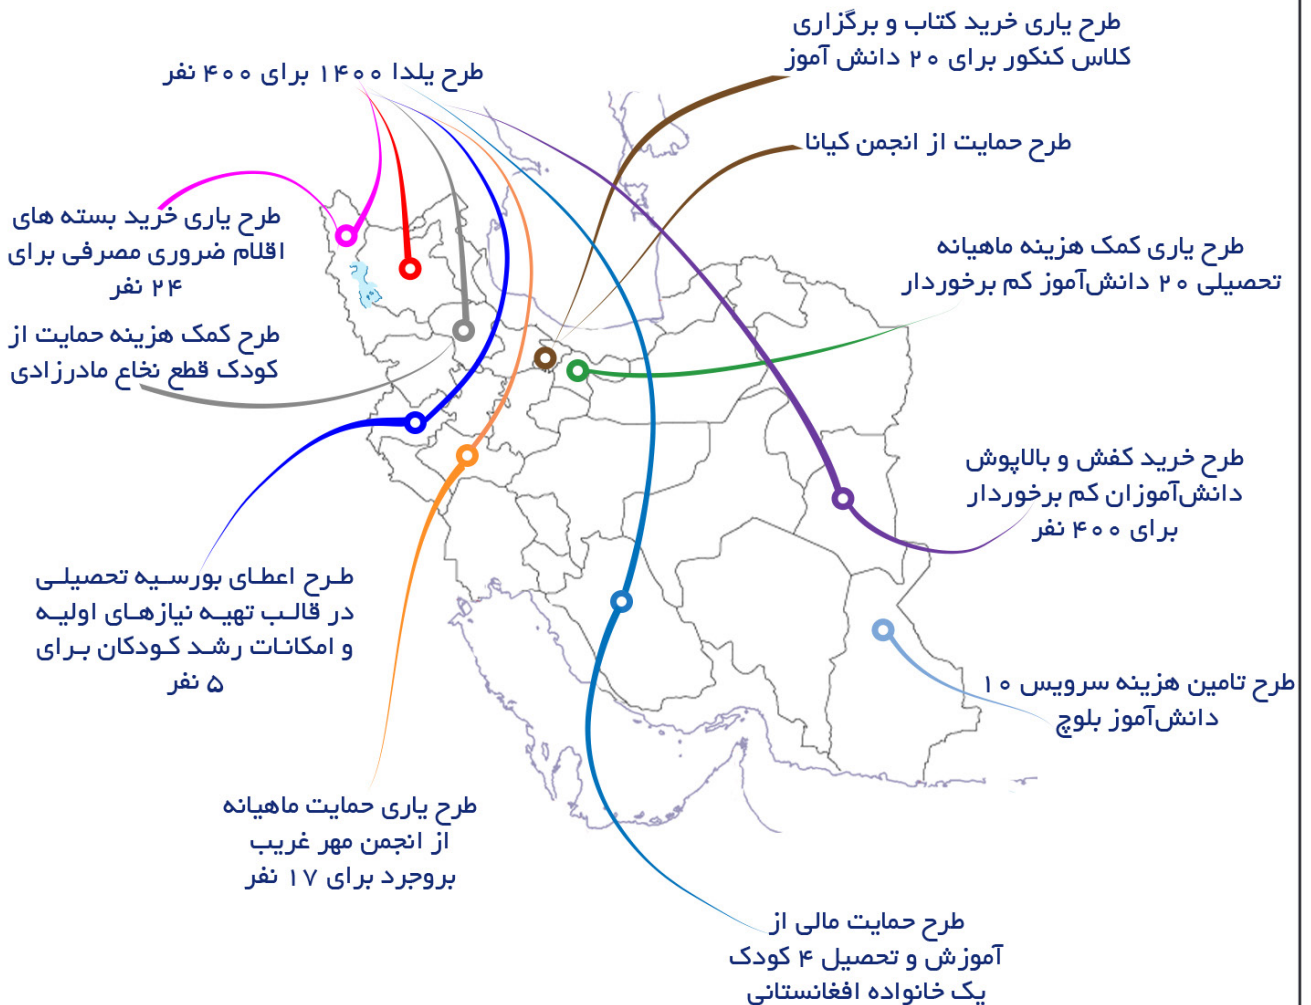 طرح یاری خرید کتاب و برگزاری
کلاس کنکور برای ۲۰ دانش آموز
طرح یلدا ۱۴۰۰ برای ۴۰۰ نفر
طرح حمایت از انجمن کیانا
طرح یاری کمک هزینه ماهیانه
تحصیلی ۲۰ دانش‌آموز کم برخوردار
طرح یاری خرید بسته های
اقلام ضروری مصرفی برای
۲۴ نفر
طرح کمک هزینه حمایت از
کودک قطع نخاع مادرزادی
طرح خرید کفش و بالاپوش
دانش‌آموزان کم برخوردار
برای ۴۰۰ نفر
طرح اعطای بورسیه تحصیلی
در قالب تهیه نیازهای اولیه
و امکانات رشد کودکان برای
۵ نفر
طرح تامین هزینه سرویس ۱۰
دانش‌آموز بلوچ
طرح یاری حمایت ماهیانه
از انجمن مهر غریب
بروجرد برای ۱۷ نفر
طرح حمایت مالی از
آموزش و تحصیل ۴ کودک
یک خانواده افغانستانی